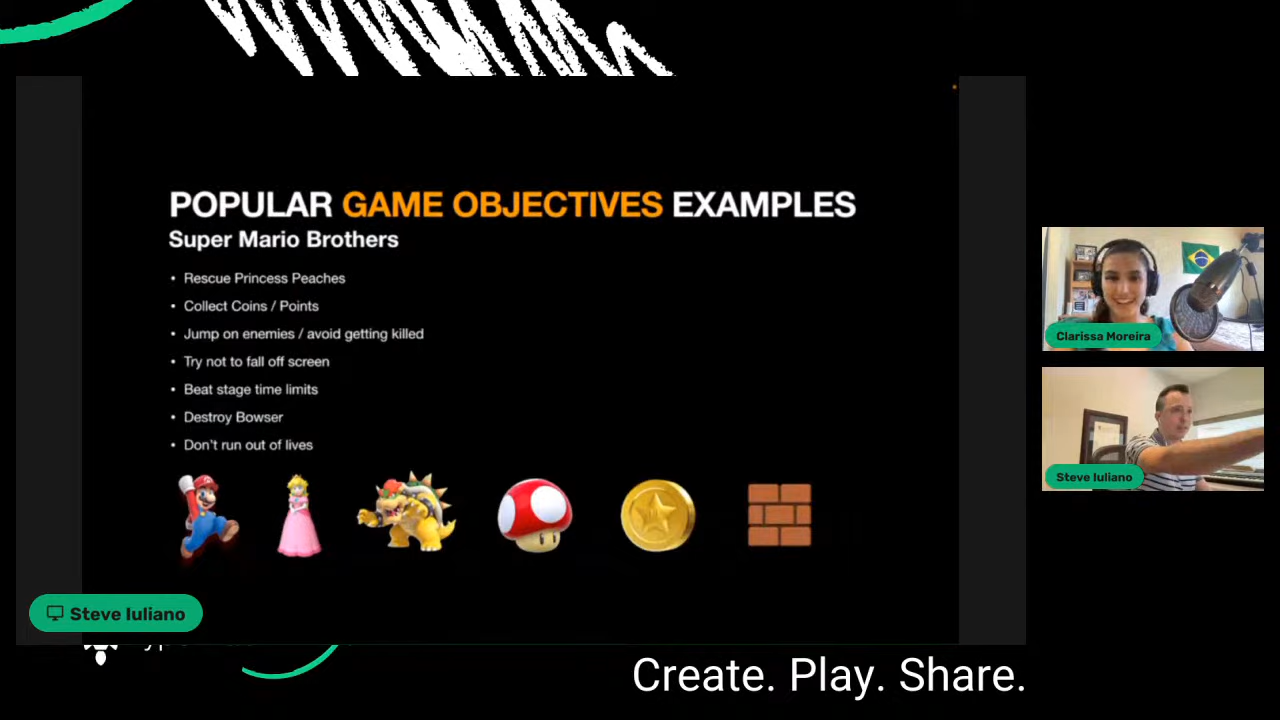 POPULAR GAME OBJECTIVES EXAMPLES
Super Mario Brothers
• Rescue Princess Peaches
• Collect Coins / Points
• Jump on enemies / avoid getting killed
• Try not to fall off screen
• Beat stage time limits
• Destroy Bowser
• Don't run out of lives
Clarissa Moreira
Steve Iuliano
Steve Iuliano
Create. Play. Share.